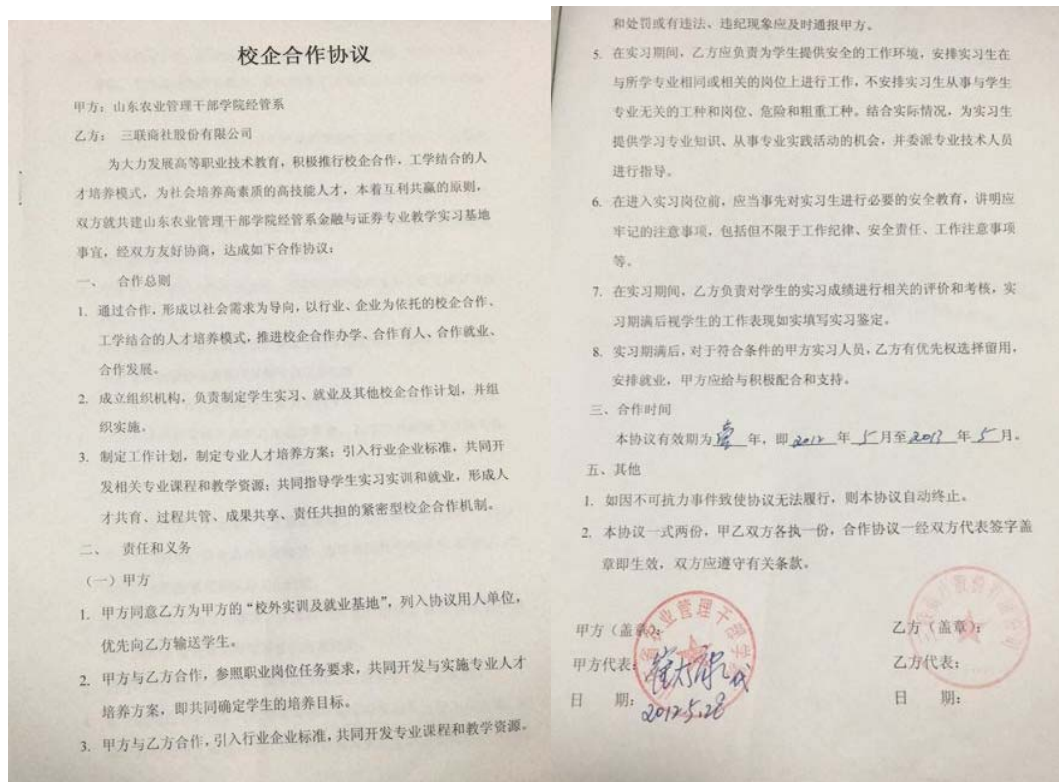 校企合作协议
甲方：山东农业管理干部学院经管系
乙方： 三联商社股份有限公司
为大力发展高等职业技术教育，积极推行校企合作，工学结合的人
才培养模式，为社会培养高素质的高技能人才，本着互利共赢的原则，
双方就共建山东农业管理干部学院经管系金融与证券专业教学实习基地
事宜，经双方友好协商，达成如下合作协议：
一、 合作总则
1. 通过合作，形成以社会需求为导向，以行业、企业为依托的校企合作、
工学结合的人才培养模式，推进校企合作办学、合作育人、合作就业、
合作发展。
2. 成立组织机构，负责制定学生实习、就业及其他校企合作计划，并组
织实施。
3. 制定工作计划，制定专业人才培养方案；引入行业企业标准，共同开
发相关专业课程和教学资源；共同指导学生实习实训和就业，形成人
才共育、过程共管、成果共享、责任共担的紧密型校企合作机制。
二、 责任和义务
（一）甲方
1. 甲方同意乙方为甲方的“校外实训及就业基地”，列入协议用人单位，
优先向乙方输送学生。
2. 甲方与乙方合作，参照职业岗位任务要求，共同开发与实施专业人才
培养方案，即共同确定学生的培养目标。
3. 甲方与乙方合作，引入行业企业标准，共同开发专业课程和教学资源。
和处罚或有违法、违纪现象应及时通报甲方。
5. 在实习期间，乙方应负责为学生提供安全的工作环境，安排实习生在
与所学专业相同或相关的岗位上进行工作，不安排实习生从事与学生
专业无关的工种和岗位、危险和粗重工种。结合实际情况，为实习生
提供学习专业知识、从事专业实践活动的机会，并委派专业技术人员
进行指导。
6. 在进入实习岗位前，应当事先对实习生进行必要的安全教育，讲明应
牢记的注意事项，包括但不限于工作纪律、安全责任、工作注意事项
等。
7. 在实习期间，乙方负责对学生的实习成绩进行相关的评价和考核，实
习期满后视学生的工作表现如实填写实习鉴定。
8. 实习期满后，对于符合条件的甲方实习人员，乙方有优先权选择留用，
安排就业，甲方应给与积极配合和支持。
三、合作时间
本协议有效期为壹年，即 2012 年 5 月至 2013 年 5 月。
五、其他
1. 如因不可抗力事件致使协议无法履行，则本协议自动终止。
2. 本协议一式两份，甲乙双方各执一份，合作协议一经双方代表签字盖
章即生效，双方应遵守有关条款。
甲方（盖章）： 乙方（盖章）：
甲方代表： 乙方代表：
日 期：2012.5.28 日 期：